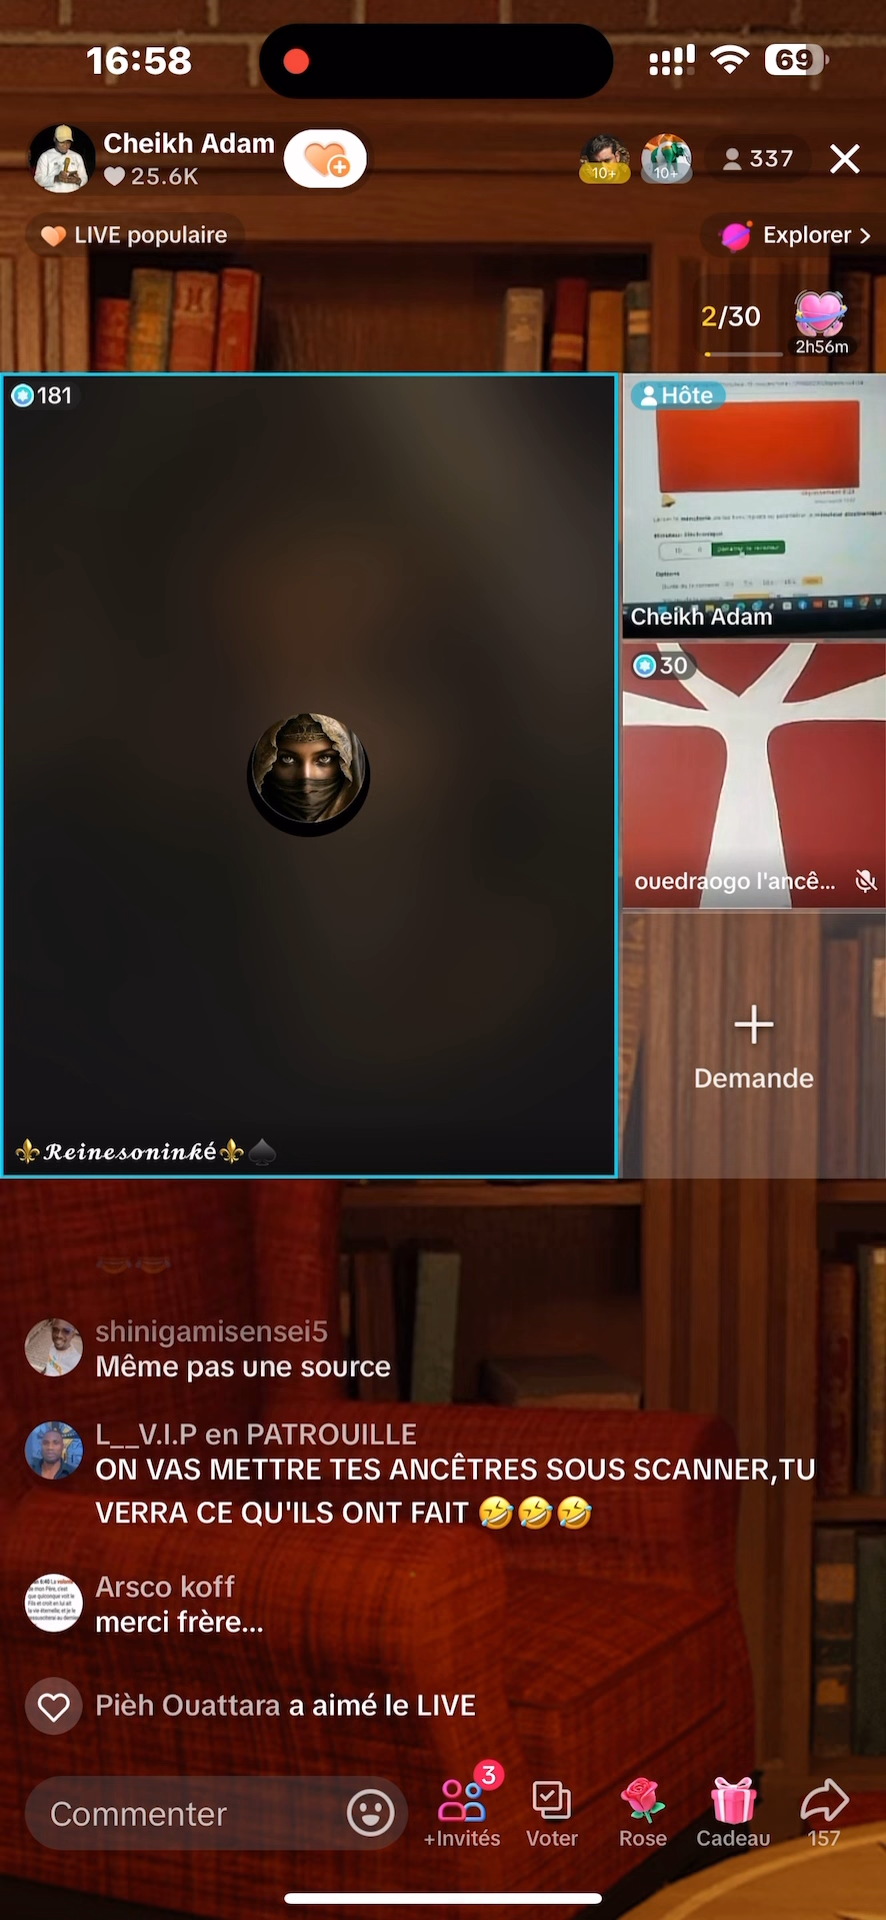 16:58
69
Cheikh Adam
25.6K
10+
10+
337
LIVE populaire
Explorer >
2/30
2h56m
181
Hôte
Cheikh Adam
30
ouedraogo l'ancê...
Demande
⚜️𝓡𝓮𝓲𝓷𝓮𝓼𝓸𝓷𝓲𝓷𝓴é⚜️♠️
shinigamisensei5
Même pas une source
L__V.I.P en PATROUILLE
ON VAS METTRE TES ANCÊTRES SOUS SCANNER,TU
VERRA CE QU'ILS ONT FAIT 🤣🤣🤣
Arsco koff
merci frère...
Pièh Ouattara a aimé le LIVE
Commenter
3
+Invités
Voter
Rose
Cadeau
157